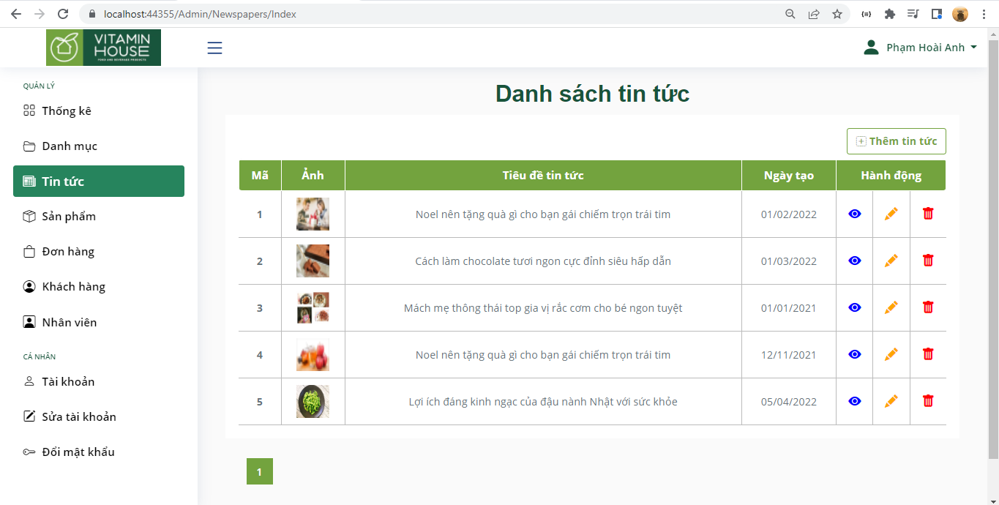 localhost:44355/Admin/Newspapers/Index
VITAMIN
HOUSE
FOOD AND BEVERAGE PRODUCTS
Phạm Hoài Anh
QUẢN LÝ
Thống kê
Danh mục
Tin tức
Sản phẩm
Đơn hàng
Khách hàng
Nhân viên
CÁ NHÂN
Tài khoản
Sửa tài khoản
Đổi mật khẩu
Danh sách tin tức
Thêm tin tức
Mã Ảnh Tiêu đề tin tức Ngày tạo Hành động
1 Noel nên tặng quà gì cho bạn gái chiếm trọn trái tim 01/02/2022
2 Cách làm chocolate tươi ngon cực đỉnh siêu hấp dẫn 01/03/2022
3 Mách mẹ thông thái top gia vị rắc cơm cho bé ngon tuyệt 01/01/2021
4 Noel nên tặng quà gì cho bạn gái chiếm trọn trái tim 12/11/2021
5 Lợi ích đáng kinh ngạc của đậu nành Nhật với sức khỏe 05/04/2022
1